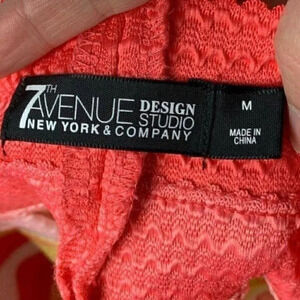 7TH AVENUE DESIGN STUDIO
NEW YORK & COMPANY
M
MADE IN
CHINA